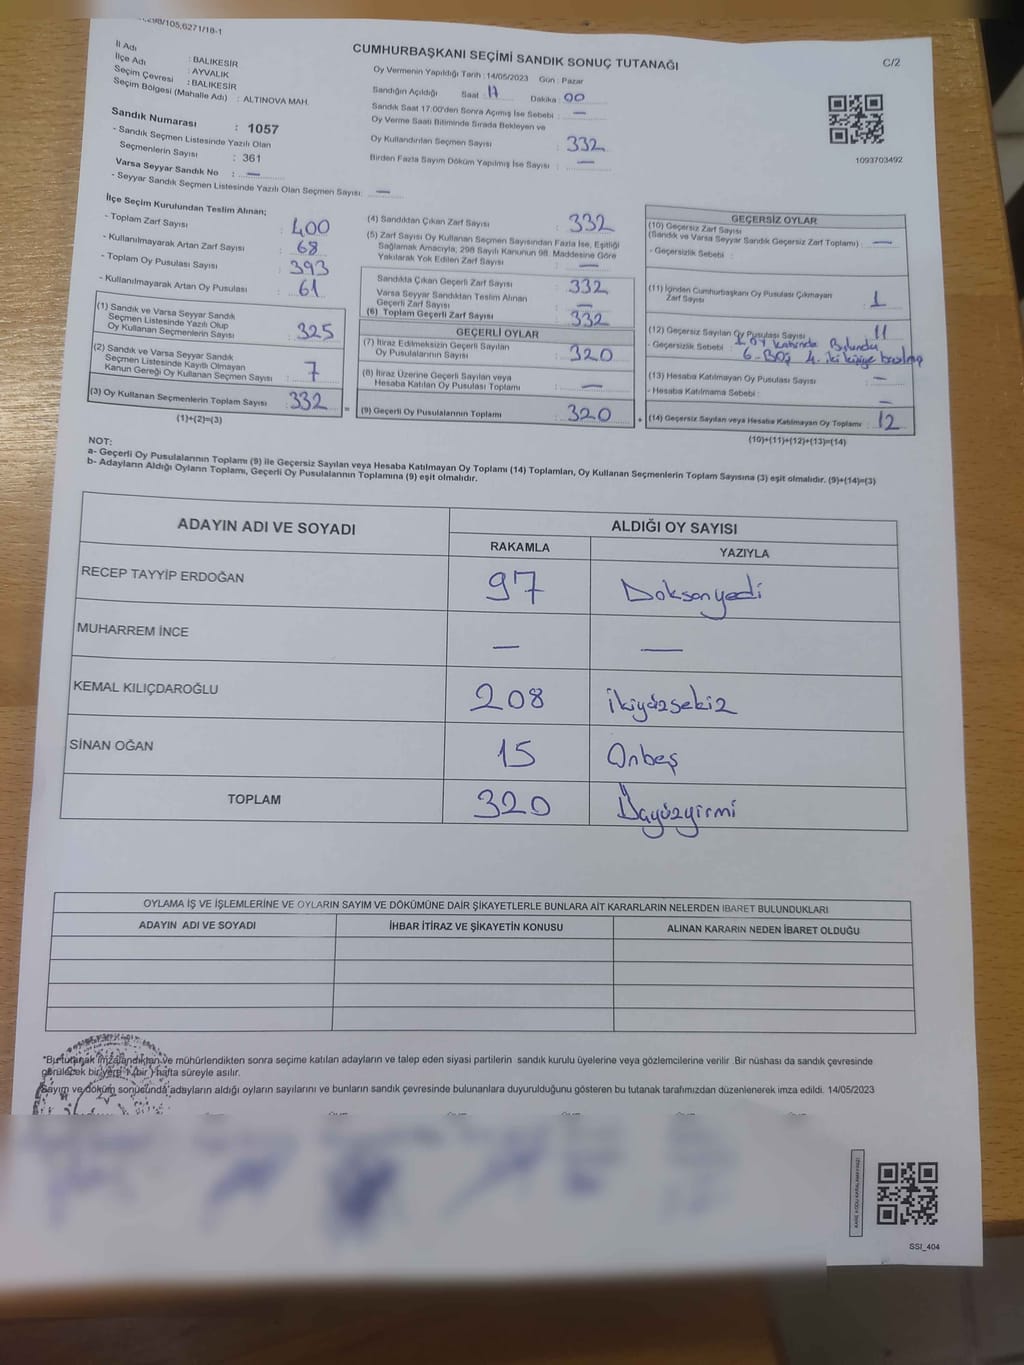 ,298/105,6271/18-1
CUMHURBAŞKANI SEÇİMİ SANDIK SONUÇ TUTANAĞI
C/2
İl Adı : BALIKESİR
İlçe Adı : AYVALIK
Seçim Çevresi : BALIKESİR
Seçim Bölgesi (Mahalle Adı) : ALTINOVA MAH.
Oy Vermenin Yapıldığı Tarih : 14/05/2023 Gün : Pazar
Sandığın Açıldığı Saat 17 Dakika : 00
Sandık Saat 17:00'den Sonra Açımış İse Sebebi : —
Oy Verme Saati Bitiminde Sırada Bekleyen ve
Oy Kullandırılan Seçmen Sayısı : 332
Birden Fazla Sayım Döküm Yapılmış İse Sayısı : —
1093703492
Sandık Numarası : 1057
- Sandık Seçmen Listesinde Yazılı Olan
Seçmenlerin Sayısı : 361
Varsa Seyyar Sandık No : —
- Seyyar Sandık Seçmen Listesinde Yazılı Olan Seçmen Sayısı: —
İlçe Seçim Kurulundan Teslim Alınan;
- Toplam Zarf Sayısı : 400
- Kullanılmayarak Artan Zarf Sayısı : 68
- Toplam Oy Pusulası Sayısı : 393
- Kullanılmayarak Artan Oy Pusulası : 61
(1) Sandık ve Varsa Seyyar Sandık
Seçmen Listesinde Yazılı Olup
Oy Kullanan Seçmenlerin Sayısı : 325
(2) Sandık ve Varsa Seyyar Sandık
Seçmen Listesinde Kayıtlı Olmayan
Kanun Gereği Oy Kullanan Seçmen Sayısı : 7
(3) Oy Kullanan Seçmenlerin Toplam Sayısı : 332
(1)+(2)=(3)
(4) Sandıktan Çıkan Zarf Sayısı : 332
(5) Zarf Sayısı Oy Kullanan Seçmen Sayısından Fazla İse, Eşitliği
Sağlamak Amacıyla; 298 Sayılı Kanunun 98. Maddesine Göre
Yakılarak Yok Edilen Zarf Sayısı : —
Sandıkta Çıkan Geçerli Zarf Sayısı : 332
Varsa Seyyar Sandıktan Teslim Alınan
Geçerli Zarf Sayısı : —
(6) Toplam Geçerli Zarf Sayısı : 332
GEÇERLİ OYLAR
(7) İtiraz Edilmeksizin Geçerli Sayılan
Oy Pusulalarının Sayısı : 320
(8) İtiraz Üzerine Geçerli Sayılan veya
Hesaba Katılan Oy Pusulası Toplamı : —
= (9) Geçerli Oy Pusulalarının Toplamı : 320
GEÇERSİZ OYLAR
(10) Geçersiz Zarf Sayısı
(Sandık ve Varsa Seyyar Sandık Geçersiz Zarf Toplamı) : —
- Geçersizlik Sebebi :
(11) İçinden Cumhurbaşkanı Oy Pusulası Çıkmayan
Zarf Sayısı : 1
(12) Geçersiz Sayılan Oy Pusulası Sayısı : 11
- Geçersizlik Sebebi : 1 oy kabinde Bulundu
6-BOŞ 4. iki kişiye
(13) Hesaba Katılmayan Oy Pusulası Sayısı : —
- Hesaba Katılmama Sebebi : —
+ (14) Geçersiz Sayılan veya Hesaba Katılmayan Oy Toplamı : 12
(10)+(11)+(12)+(13)=(14)
NOT:
a- Geçerli Oy Pusulalarının Toplamı (9) ile Geçersiz Sayılan veya Hesaba Katılmayan Oy Toplamı (14) Toplamları, Oy Kullanan Seçmenlerin Toplam Sayısına (3) eşit olmalıdır. (9)+(14)=(3)
b- Adayların Aldığı Oyların Toplamı, Geçerli Oy Pusulalarının Toplamına (9) eşit olmalıdır.
ADAYIN ADI VE SOYADI ALDIĞI OY SAYISI
RAKAMLA YAZIYLA
RECEP TAYYİP ERDOĞAN 97 Doksanyedi
MUHARREM İNCE — —
KEMAL KILIÇDAROĞLU 208 İkiyüzsekiz
SİNAN OĞAN 15 Onbeş
TOPLAM 320 Üçyüzyirmi
OYLAMA İŞ VE İŞLEMLERİNE VE OYLARIN SAYIM VE DÖKÜMÜNE DAİR ŞİKAYETLERLE BUNLARA AİT KARARLARIN NELERDEN İBARET BULUNDUKLARI
ADAYIN ADI VE SOYADI İHBAR İTİRAZ VE ŞİKAYETİN KONUSU ALINAN KARARIN NEDEN İBARET OLDUĞU
*Bu tutanak imzalandıktan ve mühürlendikten sonra seçime katılan adayların ve talep eden siyasi partilerin sandık kurulu üyelerine veya gözlemcilerine verilir. Bir nüshası da sandık çevresinde
görülecek bir yere 1 (bir) hafta süreyle asılır.
Sayım ve döküm sonucunda adayların aldığı oyların sayılarını ve bunların sandık çevresinde bulunanlara duyurulduğunu gösteren bu tutanak tarafımızdan düzenlenerek imza edildi. 14/05/2023
SSI_404